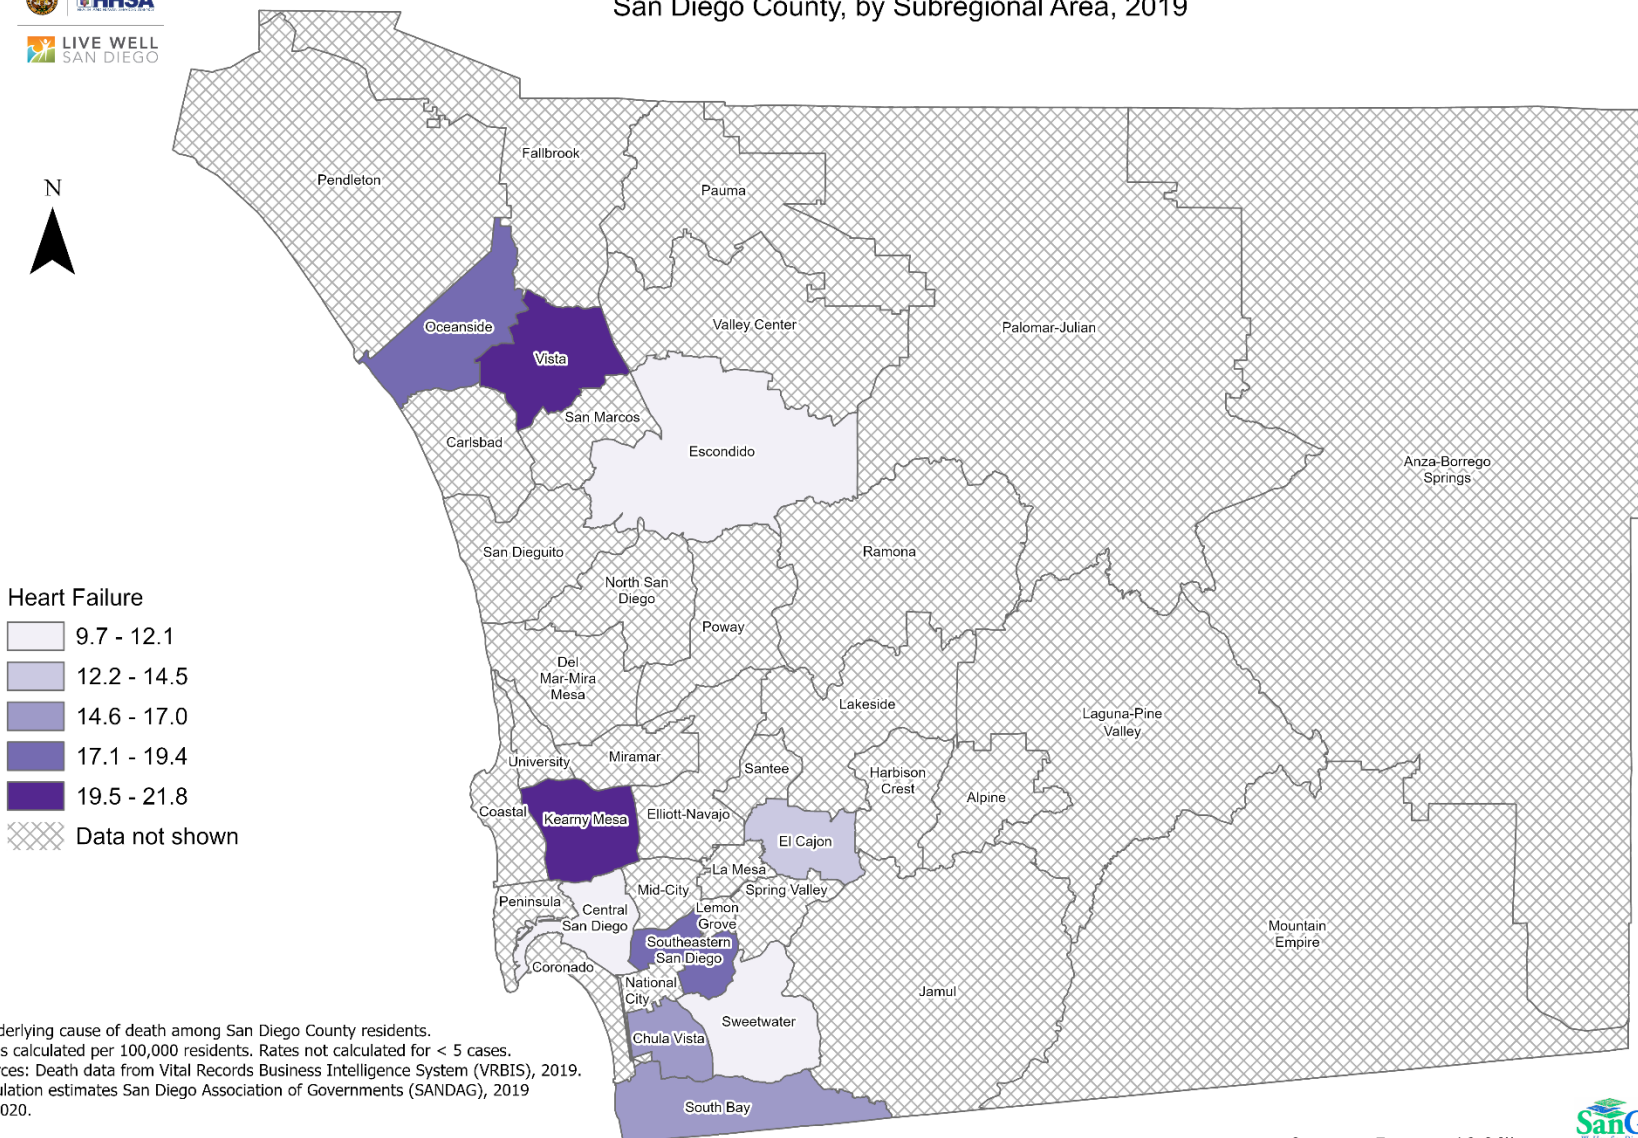 HHSA
San Diego County, by Subregional Area, 2019
LIVE WELL
SAN DIEGO
N
Fallbrook
Pendleton
Pauma
Oceanside
Valley Center
Palomar-Julian
Vista
San Marcos
Carlsbad
Escondido
Anza-Borrego
Springs
San Dieguito
Ramona
North San
Diego
Poway
Del
Mar-Mira
Mesa
Lakeside
Laguna-Pine
Valley
University
Miramar
Santee
Harbison
Crest
Alpine
Coastal
Kearny Mesa
Elliott-Navajo
El Cajon
La Mesa
Mid-City
Spring Valley
Peninsula
Central
San Diego
Lemon
Grove
Southeastern
San Diego
Mountain
Empire
Coronado
National
City
Jamul
Sweetwater
Chula Vista
South Bay
Heart Failure
9.7 - 12.1
12.2 - 14.5
14.6 - 17.0
17.1 - 19.4
19.5 - 21.8
Data not shown
derlying cause of death among San Diego County residents.
s calculated per 100,000 residents. Rates not calculated for < 5 cases.
rces: Death data from Vital Records Business Intelligence System (VRBIS), 2019.
ulation estimates San Diego Association of Governments (SANDAG), 2019
020.
SanG